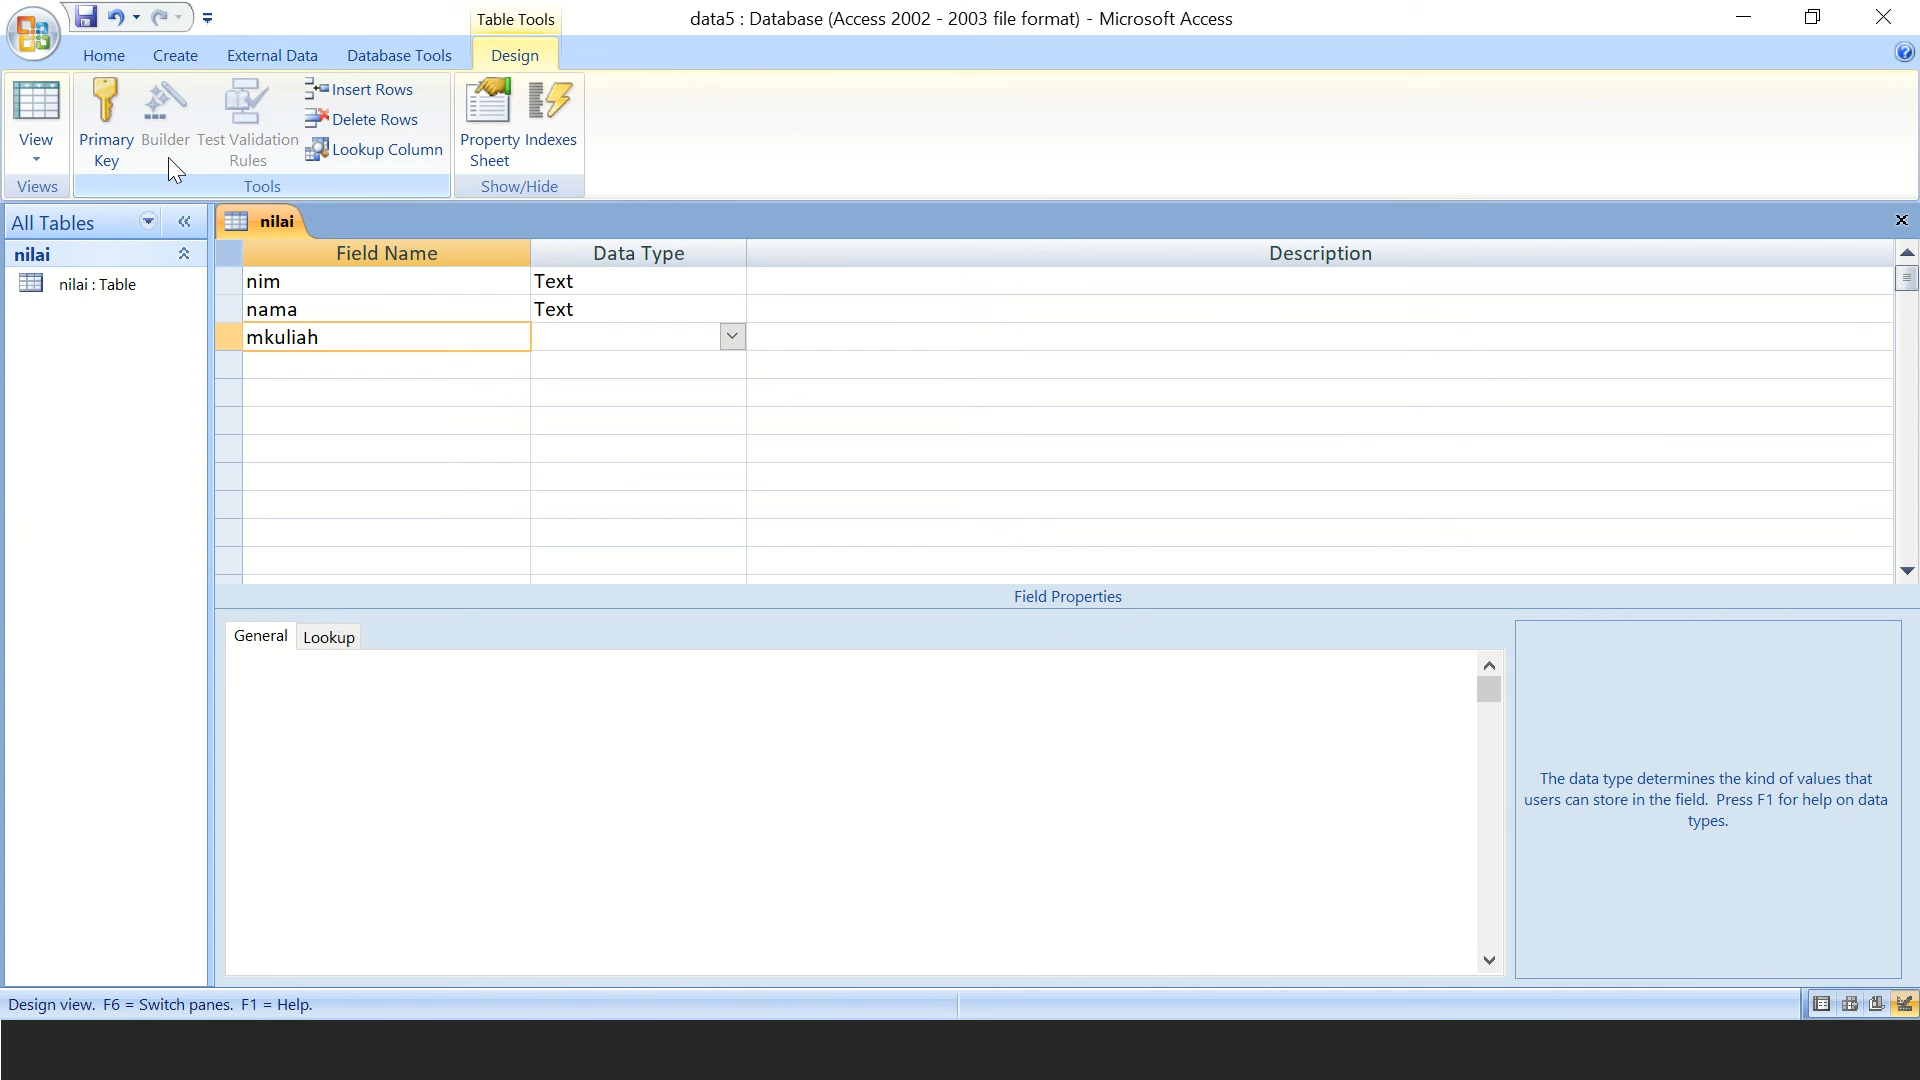 data5 : Database (Access 2002 - 2003 file format) - Microsoft Access
Table Tools
Home Create External Data Database Tools Design
View
Primary Key
Builder
Test Validation Rules
Insert Rows
Delete Rows
Lookup Column
Property Sheet
Indexes
Views Tools Show/Hide
All Tables
nilai
nilai : Table
nilai
Field Name Data Type Description
nim Text
nama Text
mkuliah
Field Properties
General Lookup
The data type determines the kind of values that
users can store in the field. Press F1 for help on data
types.
Design view. F6 = Switch panes. F1 = Help.